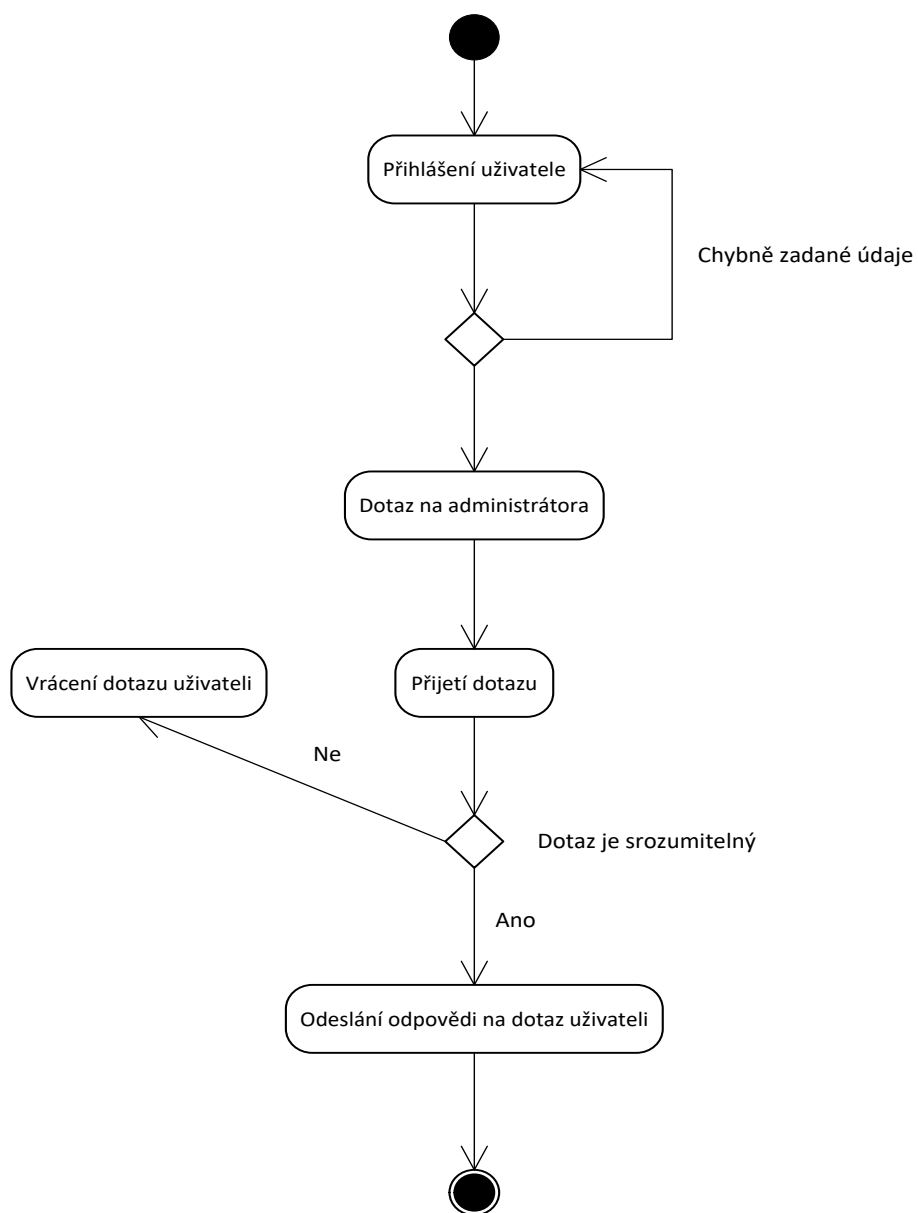 Přihlášení uživatele
Chybně zadané údaje
Dotaz na administrátora
Vrácení dotazu uživateli
Přijetí dotazu
Ne
Dotaz je srozumitelný
Ano
Odeslání odpovědi na dotaz uživateli